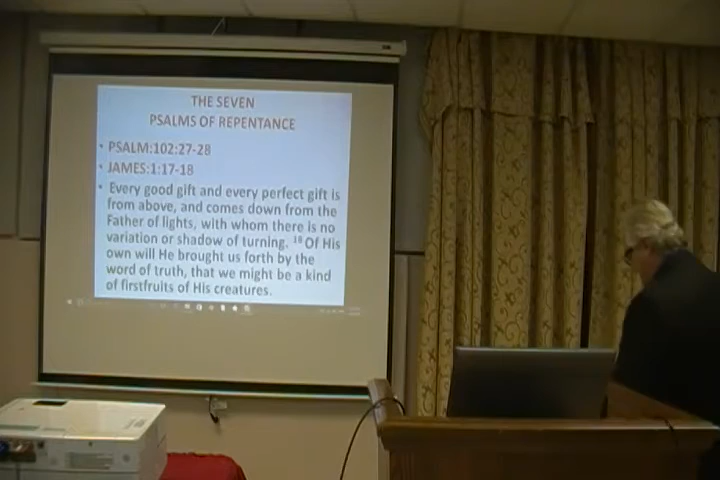 THE SEVEN
PSALMS OF REPENTANCE
• PSALM:102:27-28
• JAMES:1:17-18
• Every good gift and every perfect gift is
from above, and comes down from the
Father of lights, with whom there is no
variation or shadow of turning. ¹⁸ Of His
own will He brought us forth by the
word of truth, that we might be a kind
of firstfruits of His creatures.